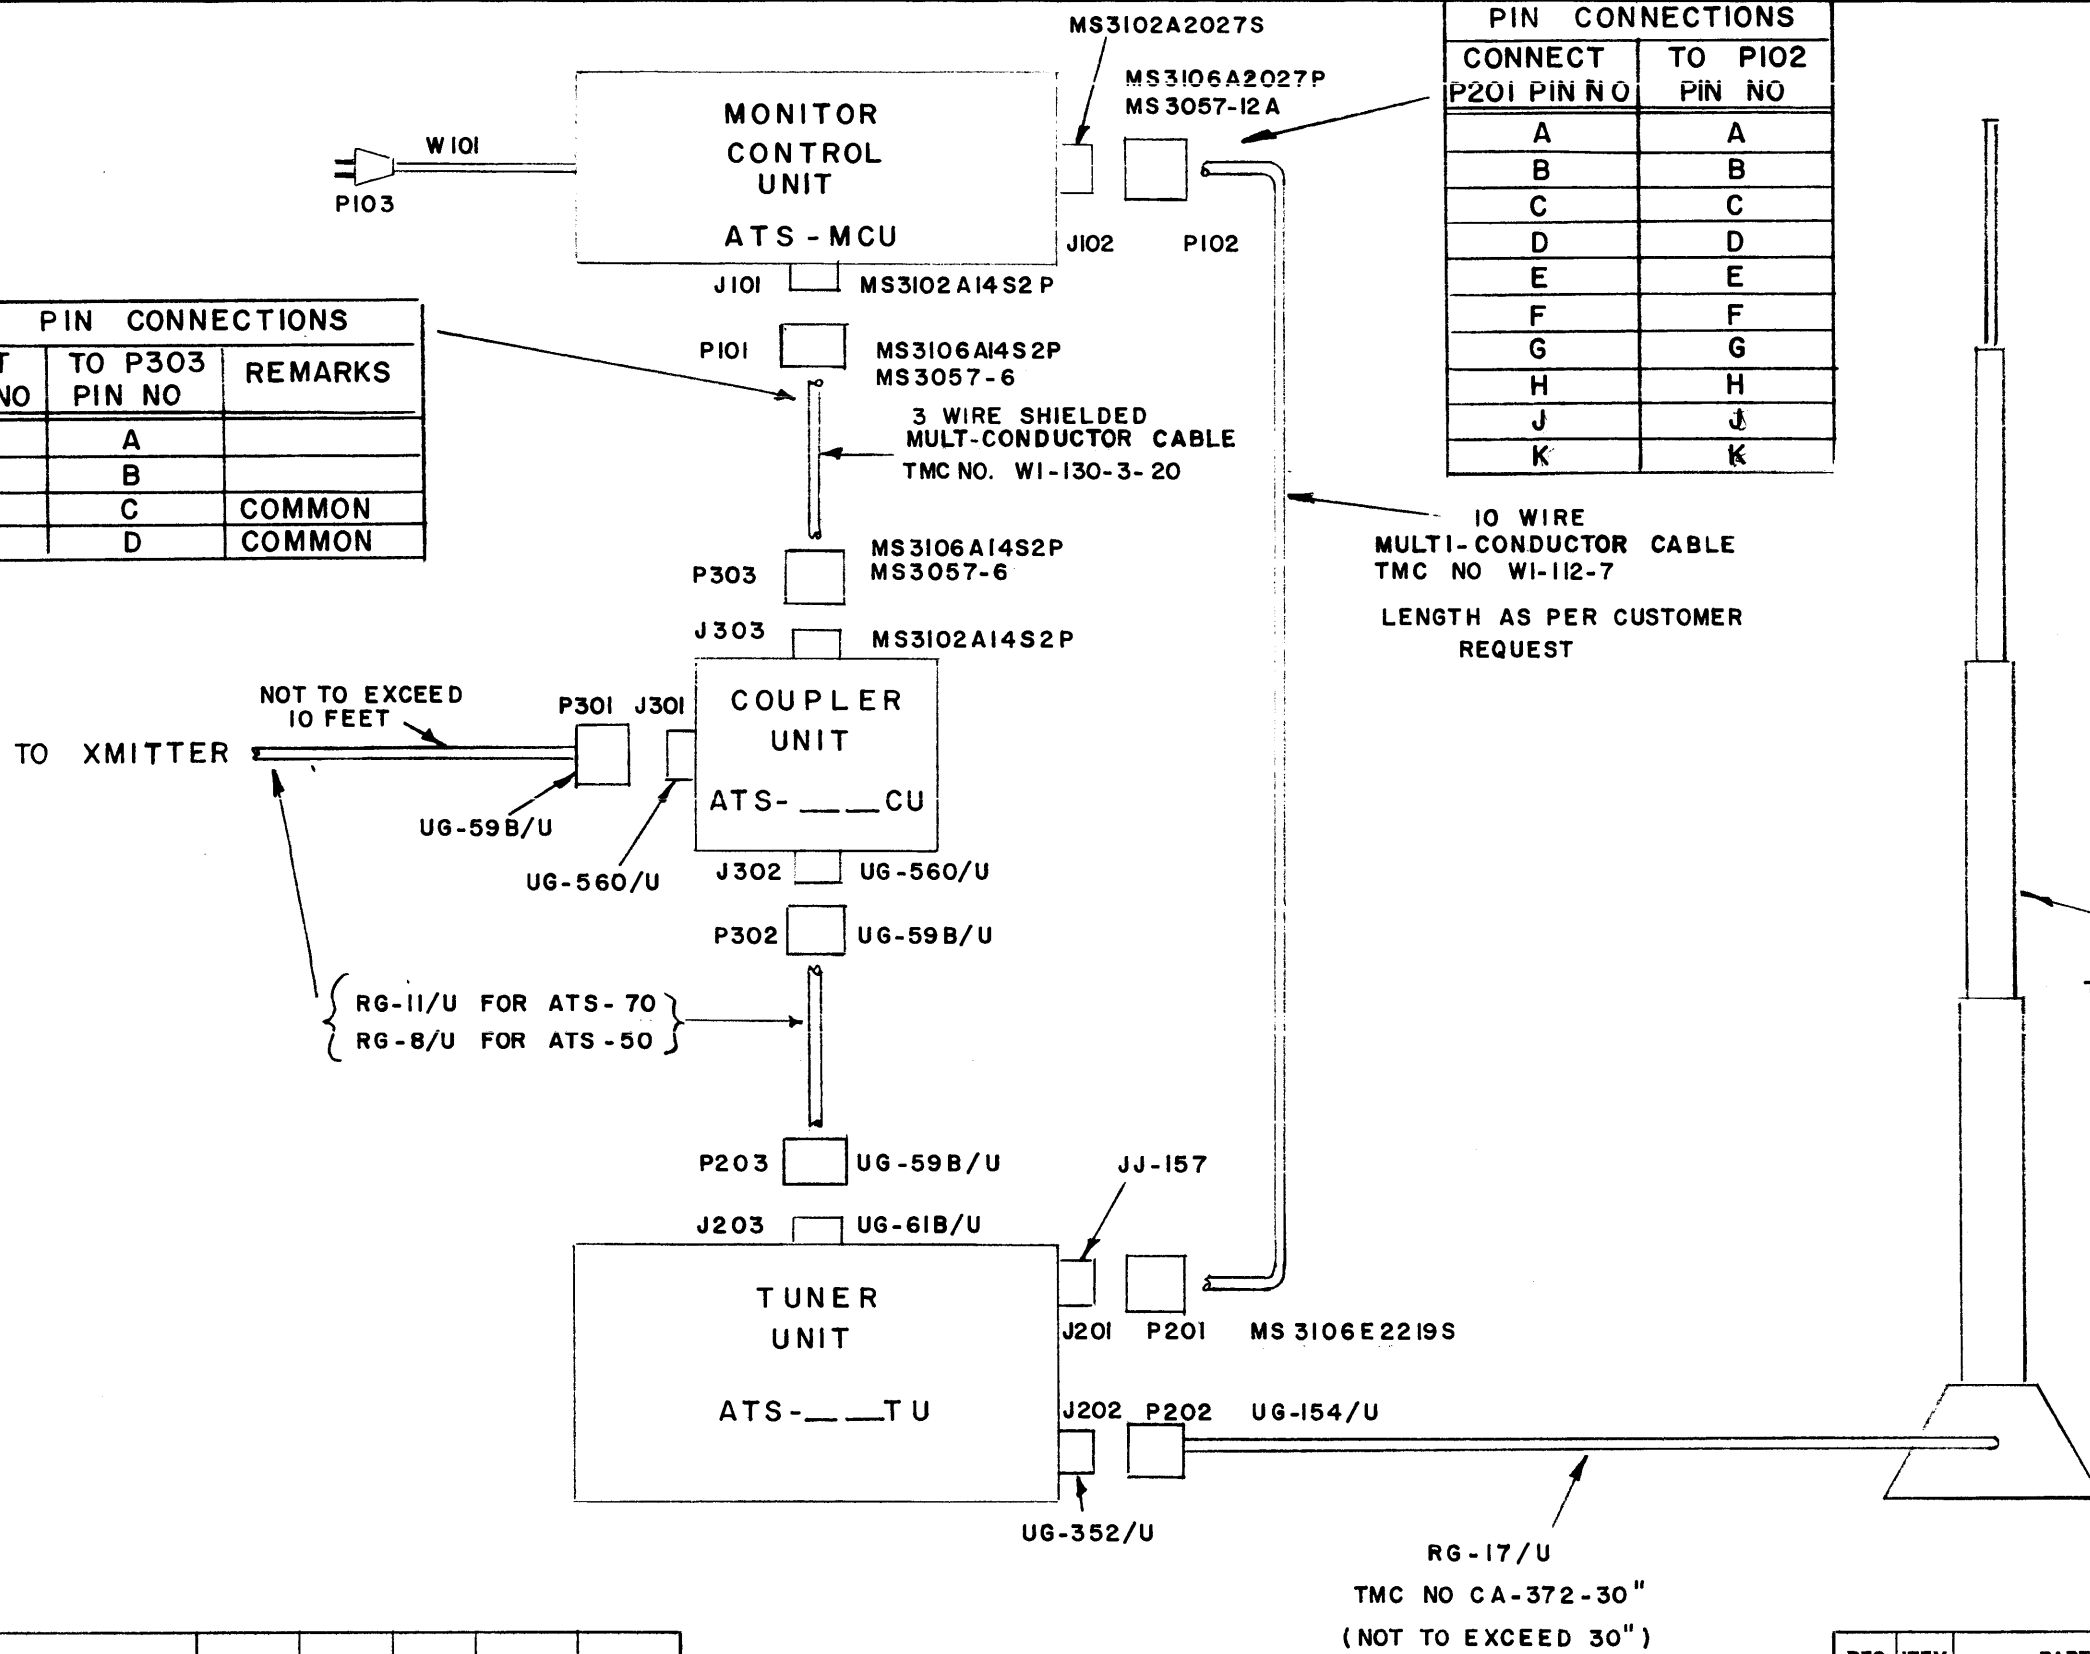 MS3102A2027S
MS3106A2027P
MS3057-12A
MONITOR
CONTROL
UNIT
ATS-MCU
W101
P103
J102
P102
J101
MS3102A14S2P
P101
MS3106A14S2P
MS3057-6
3 WIRE SHIELDED
MULT-CONDUCTOR CABLE
TMC NO. WI-130-3-20
PIN CONNECTIONS
CONNECT TO P102
P201 PIN NO PIN NO
A A
B B
C C
D D
E E
F F
G G
H H
J J
K K
PIN CONNECTIONS
T TO P303 REMARKS
NO PIN NO
A
B
C COMMON
D COMMON
10 WIRE
MULTI-CONDUCTOR CABLE
TMC NO WI-112-7
LENGTH AS PER CUSTOMER
REQUEST
P303
MS3106A14S2P
MS3057-6
J303
MS3102A14S2P
NOT TO EXCEED
10 FEET
P301
J301
TO XMITTER
COUPLER
UNIT
ATS-__ __CU
UG-59B/U
UG-560/U
J302
UG-560/U
P302
UG-59B/U
RG-11/U FOR ATS-70
RG-8/U FOR ATS-50
P203
UG-59B/U
JJ-157
J203
UG-61B/U
TUNER
UNIT
ATS-__ __TU
J201
P201
MS3106E2219S
J202
P202
UG-154/U
UG-352/U
RG-17/U
TMC NO CA-372-30"
(NOT TO EXCEED 30")